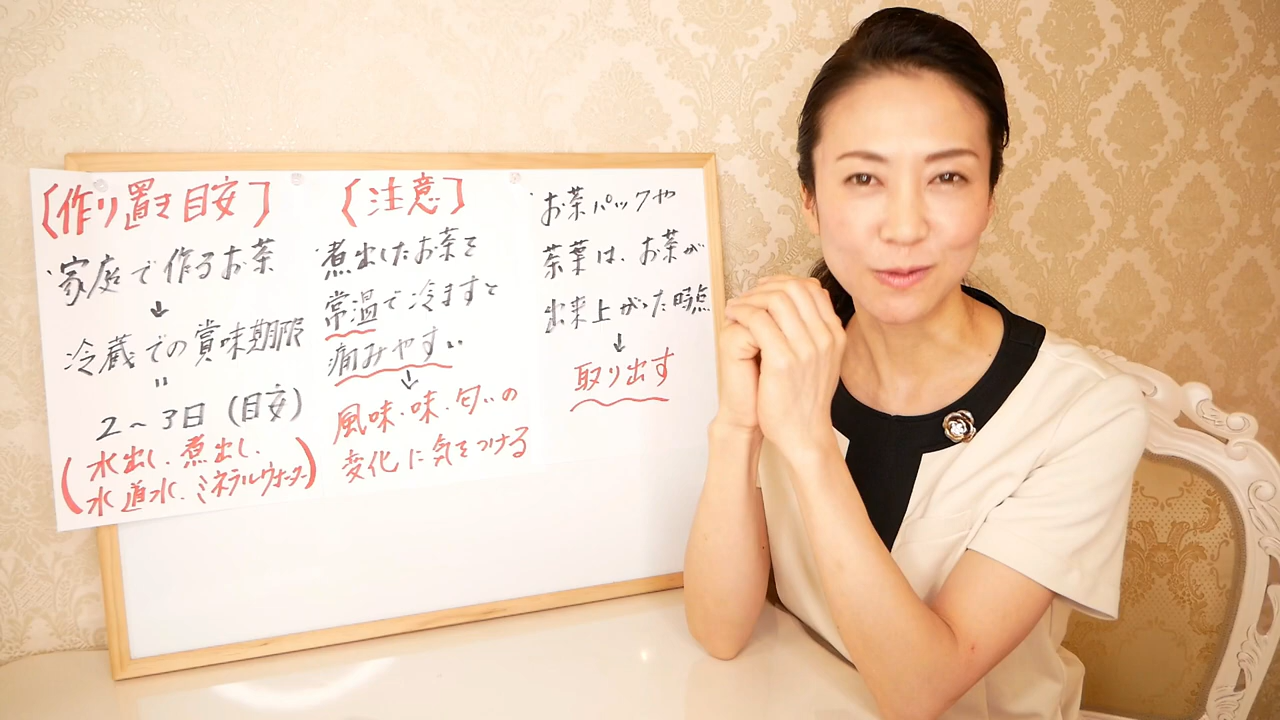 【作り置き目安】
・家庭で作るお茶
↓
冷蔵での賞味期限
〃
2〜3日(目安)
(水出し、煮出し、
水道水、ミネラルウォーター)
【注意】
・煮出したお茶を
常温で冷ますと
痛みやすい
↓
風味・味・匂いの
変化に気をつける
・お茶パックや
茶葉は、お茶が
出来上がった時点
↓
取り出す